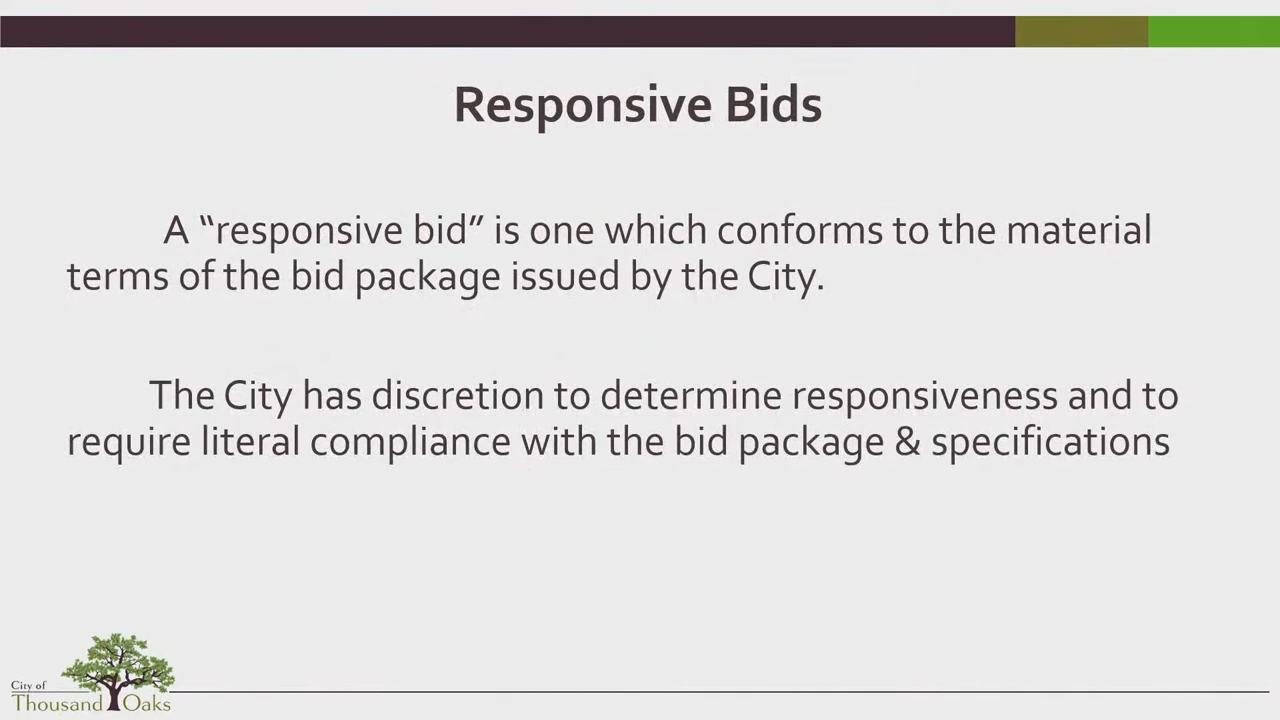 Responsive Bids
A “responsive bid” is one which conforms to the material
terms of the bid package issued by the City.
The City has discretion to determine responsiveness and to
require literal compliance with the bid package & specifications
City of
Thousand Oaks